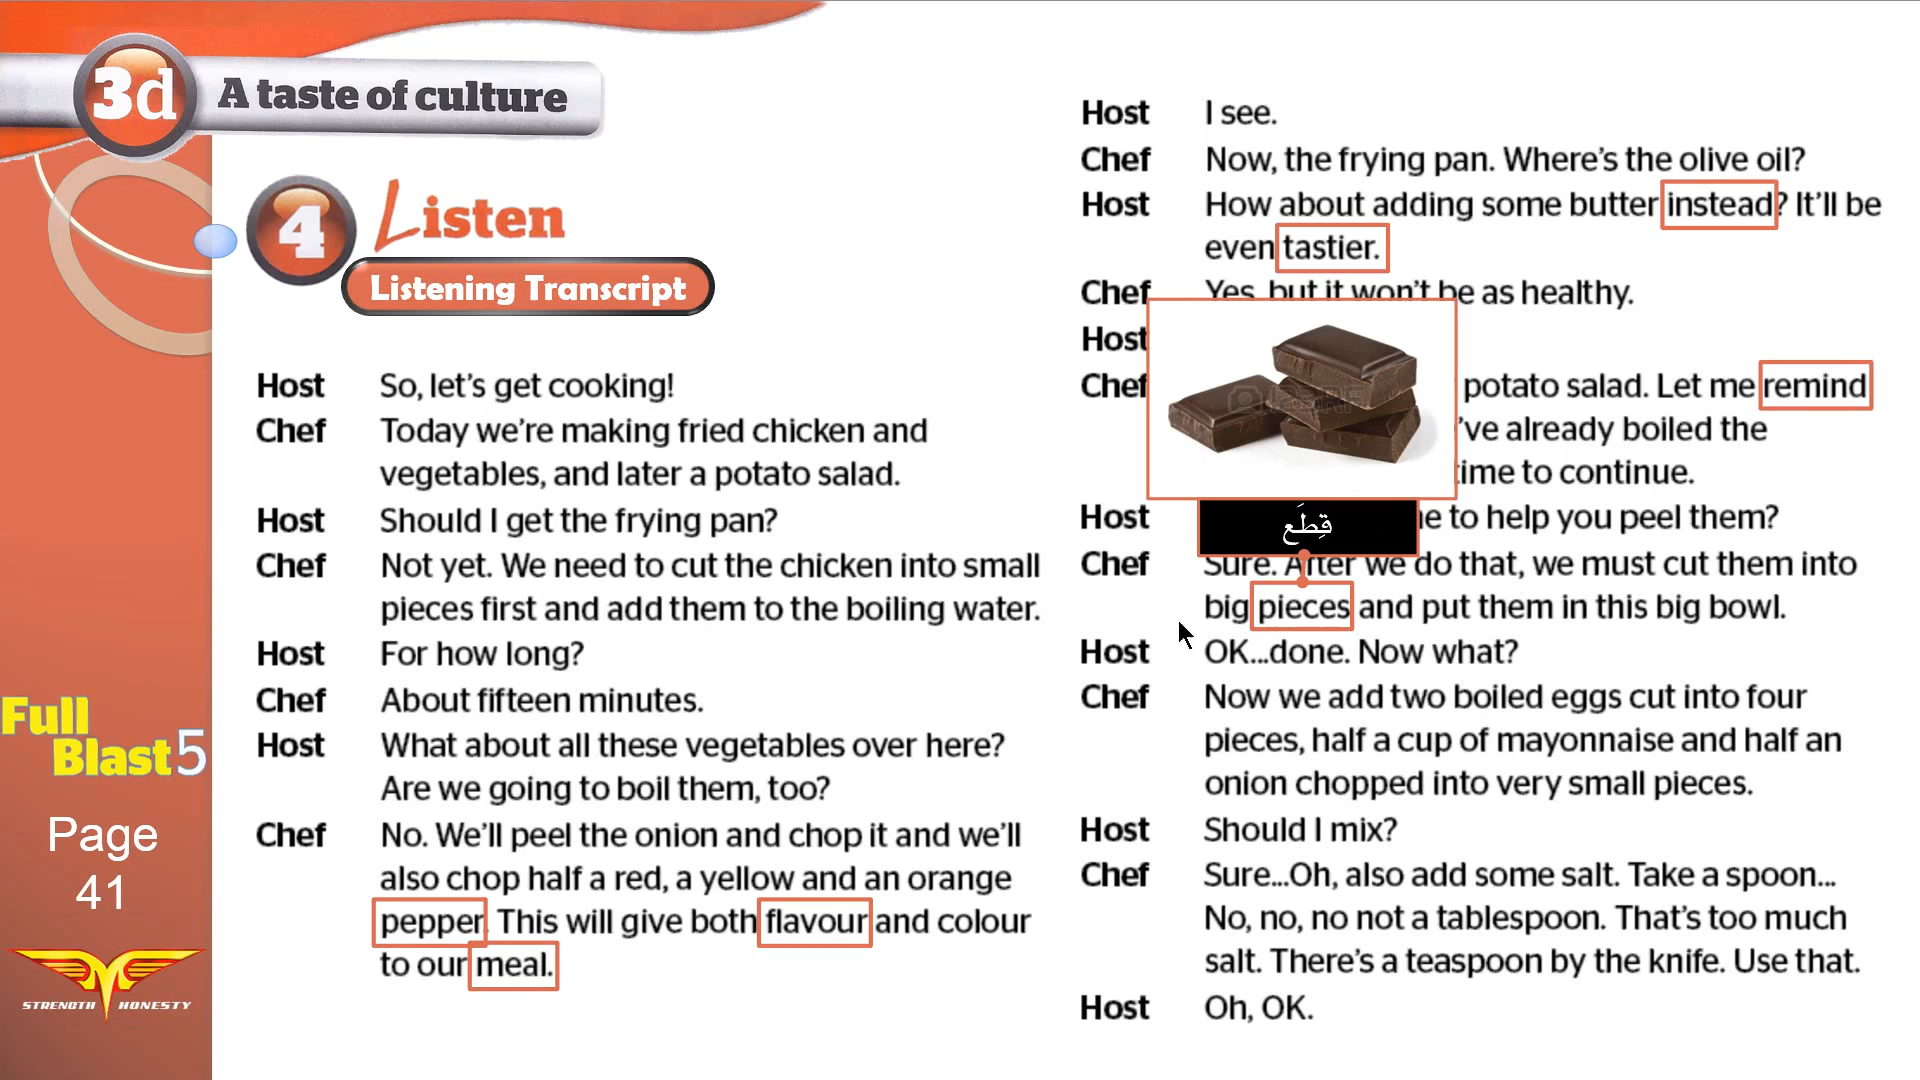 3d
A taste of culture
4
Listen
Listening Transcript
Host So, let's get cooking!
Chef Today we're making fried chicken and
vegetables, and later a potato salad.
Host Should I get the frying pan?
Chef Not yet. We need to cut the chicken into small
pieces first and add them to the boiling water.
Host For how long?
Chef About fifteen minutes.
Host What about all these vegetables over here?
Are we going to boil them, too?
Chef No. We'll peel the onion and chop it and we'll
also chop half a red, a yellow and an orange
pepper. This will give both flavour and colour
to our meal.
Host I see.
Chef Now, the frying pan. Where's the olive oil?
Host How about adding some butter instead? It'll be
even tastier.
Chef Yes, but it won't be as healthy.
Host
Chef potato salad. Let me remind
've already boiled the
time to continue.
قِطَع
Host to help you peel them?
Chef Sure. After we do that, we must cut them into
big pieces and put them in this big bowl.
Host OK...done. Now what?
Chef Now we add two boiled eggs cut into four
pieces, half a cup of mayonnaise and half an
onion chopped into very small pieces.
Host Should I mix?
Chef Sure...Oh, also add some salt. Take a spoon...
No, no, no not a tablespoon. That's too much
salt. There's a teaspoon by the knife. Use that.
Host Oh, OK.
Full
Blast 5
Page
41
STRENGTH HONESTY